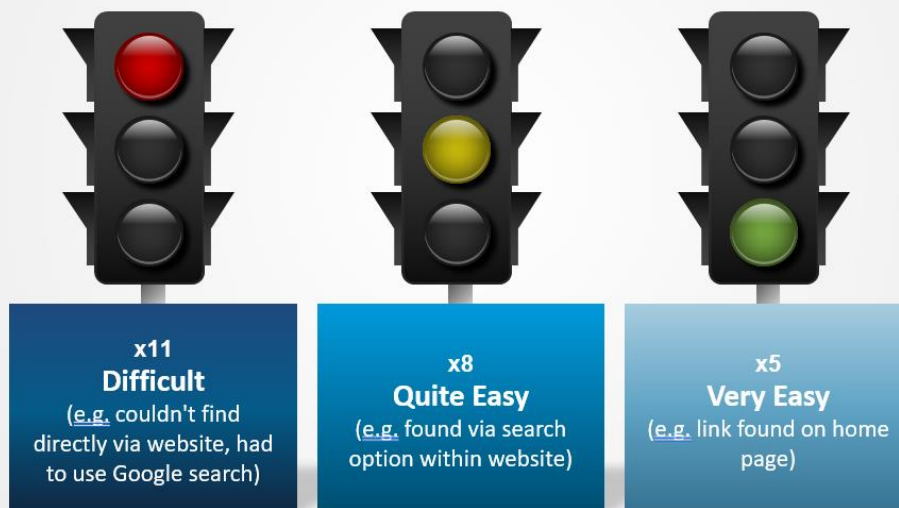 x11
Difficult
(e.g. couldn't find
directly via website, had
to use Google search)
x8
Quite Easy
(e.g. found via search
option within website)
x5
Very Easy
(e.g. link found on home
page)